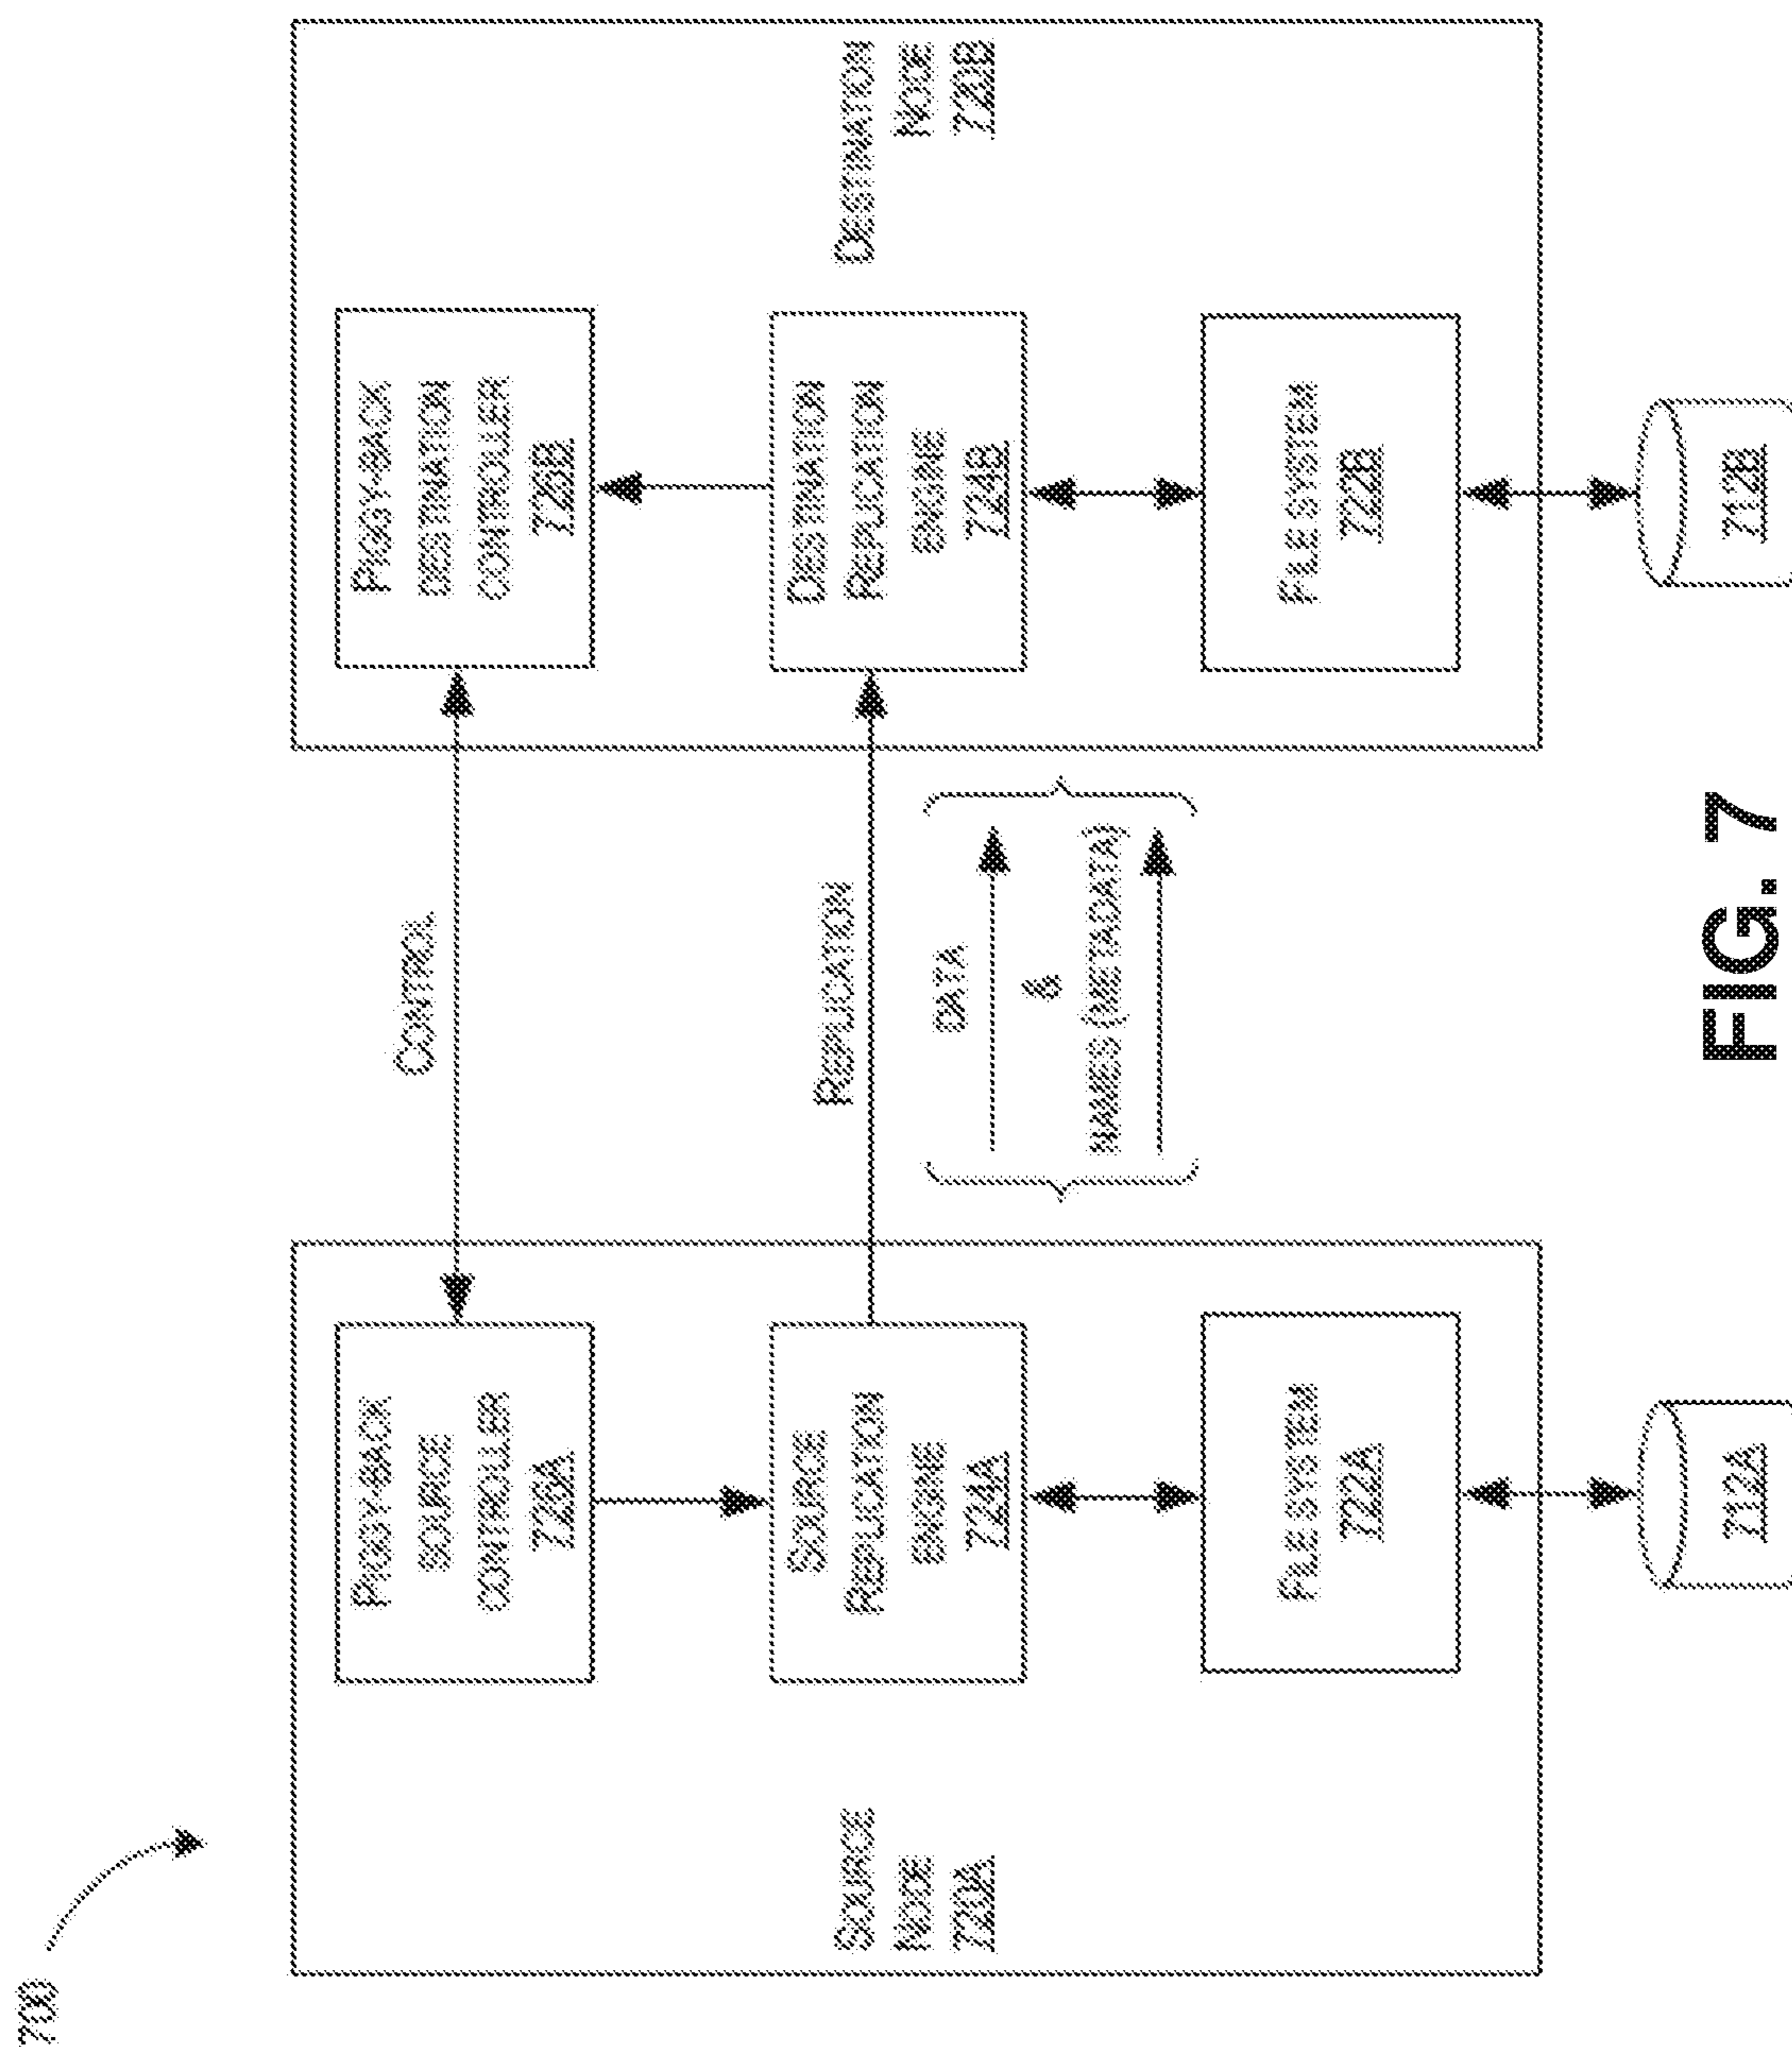 700
SOURCE
NODE
720A
PIGGY-BACK
SOURCE
CONTROLLER
726A
SOURCE
REPLICATION
ENGINE
724A
FILE SYSTEM
722A
712A
CONTROL
REPLICATION
DATA
&
NAMES (METADATA)
DESTINATION
NODE
720B
PIGGY-BACK
DESTINATION
CONTROLLER
726B
DESTINATION
REPLICATION
ENGINE
724B
FILE SYSTEM
722B
712B
FIG. 7